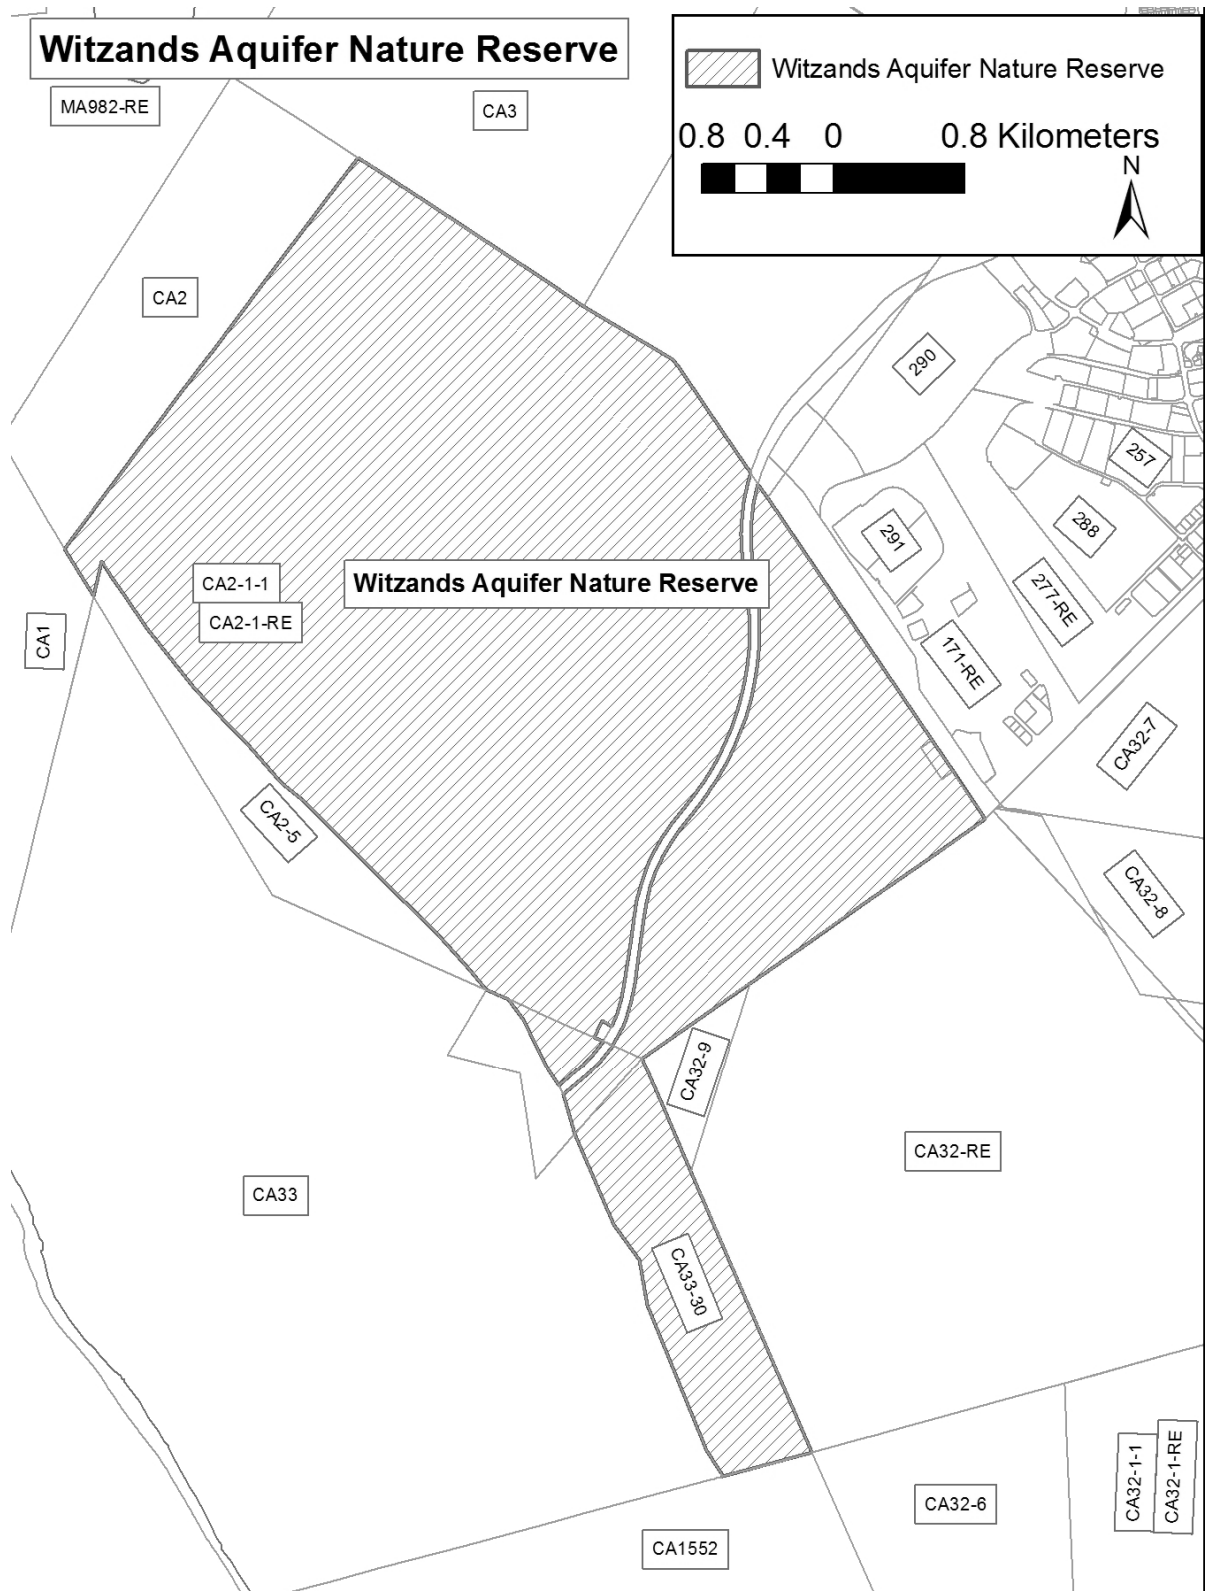 Witzands Aquifer Nature Reserve
Witzands Aquifer Nature Reserve
0.8 0.4 0 0.8 Kilometers
N
MA982-RE
CA3
CA2
290
257
288
291
277-RE
171-RE
CA2-1-1
CA2-1-RE
Witzands Aquifer Nature Reserve
CA1
CA32-7
CA2-5
CA32-8
CA32-9
CA32-RE
CA33
CA33-30
CA32-1-1
CA32-1-RE
CA32-6
CA1552